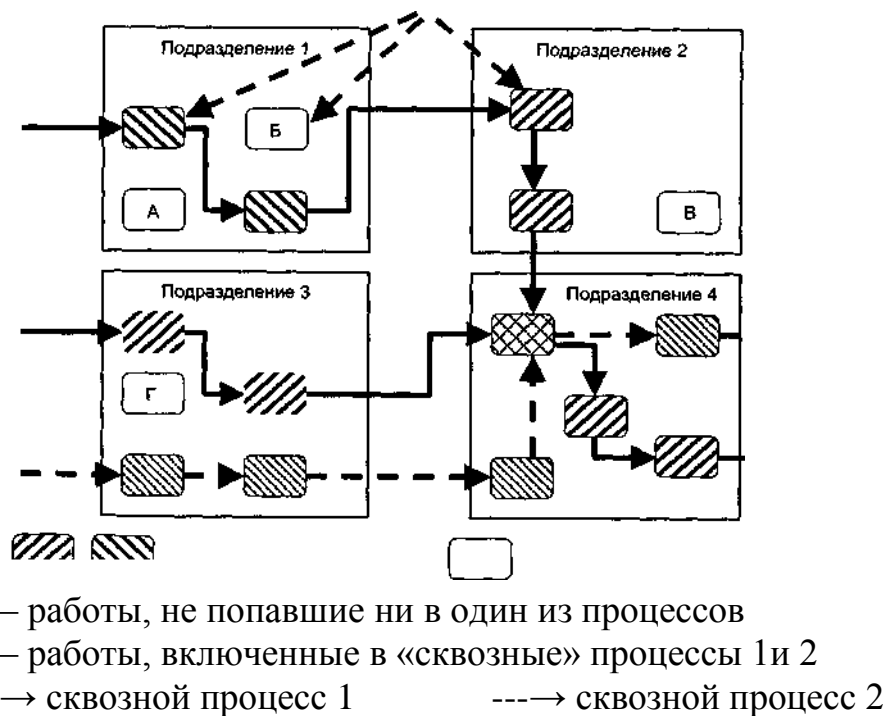 Подразделение 1
Подразделение 2
Б
А
В
Подразделение 3
Подразделение 4
Г
– работы, не попавшие ни в один из процессов
– работы, включенные в «сквозные» процессы 1и 2
→ сквозной процесс 1 ---→ сквозной процесс 2